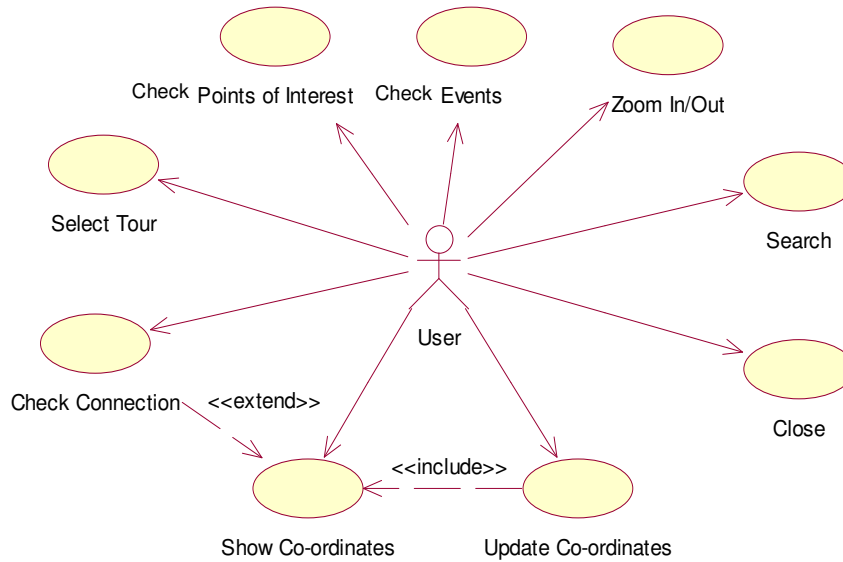 Check Points of Interest
Check Events
Zoom In/Out
Select Tour
Search
User
Check Connection
<<extend>>
Close
<<include>>
Show Co-ordinates
Update Co-ordinates